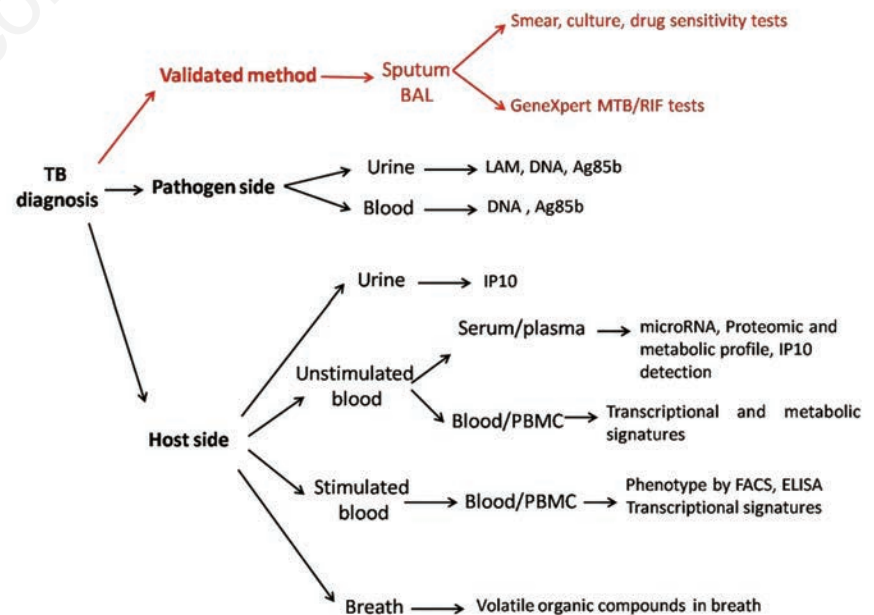 Smear, culture, drug sensitivity tests
Validated method
Sputum
BAL
GeneXpert MTB/RIF tests
TB
diagnosis
Pathogen side
Urine
LAM, DNA, Ag85b
Blood
DNA , Ag85b
Urine
IP10
Serum/plasma
microRNA, Proteomic and
metabolic profile, IP10
detection
Unstimulated
blood
Blood/PBMC
Transcriptional and metabolic
signatures
Host side
Stimulated
blood
Blood/PBMC
Phenotype by FACS, ELISA
Transcriptional signatures
Breath
Volatile organic compounds in breath